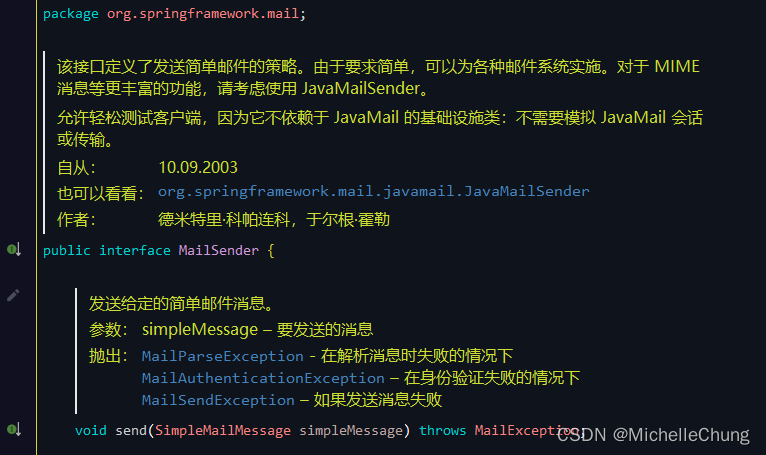 package org.springframework.mail;
该接口定义了发送简单邮件的策略。由于要求简单，可以为各种邮件系统实施。对于 MIME
消息等更丰富的功能，请考虑使用 JavaMailSender。
允许轻松测试客户端，因为它不依赖于 JavaMail 的基础设施类：不需要模拟 JavaMail 会话
或传输。
自从： 10.09.2003
也可以看看： org.springframework.mail.javamail.JavaMailSender
作者： 德米特里·科帕连科，于尔根·霍勒
public interface MailSender {
发送给定的简单邮件消息。
参数： simpleMessage – 要发送的消息
抛出： MailParseException - 在解析消息时失败的情况下
MailAuthenticationException – 在身份验证失败的情况下
MailSendException – 如果发送消息失败
void send(SimpleMailMessage simpleMessage) throws MailException;
CSDN @MichelleChung